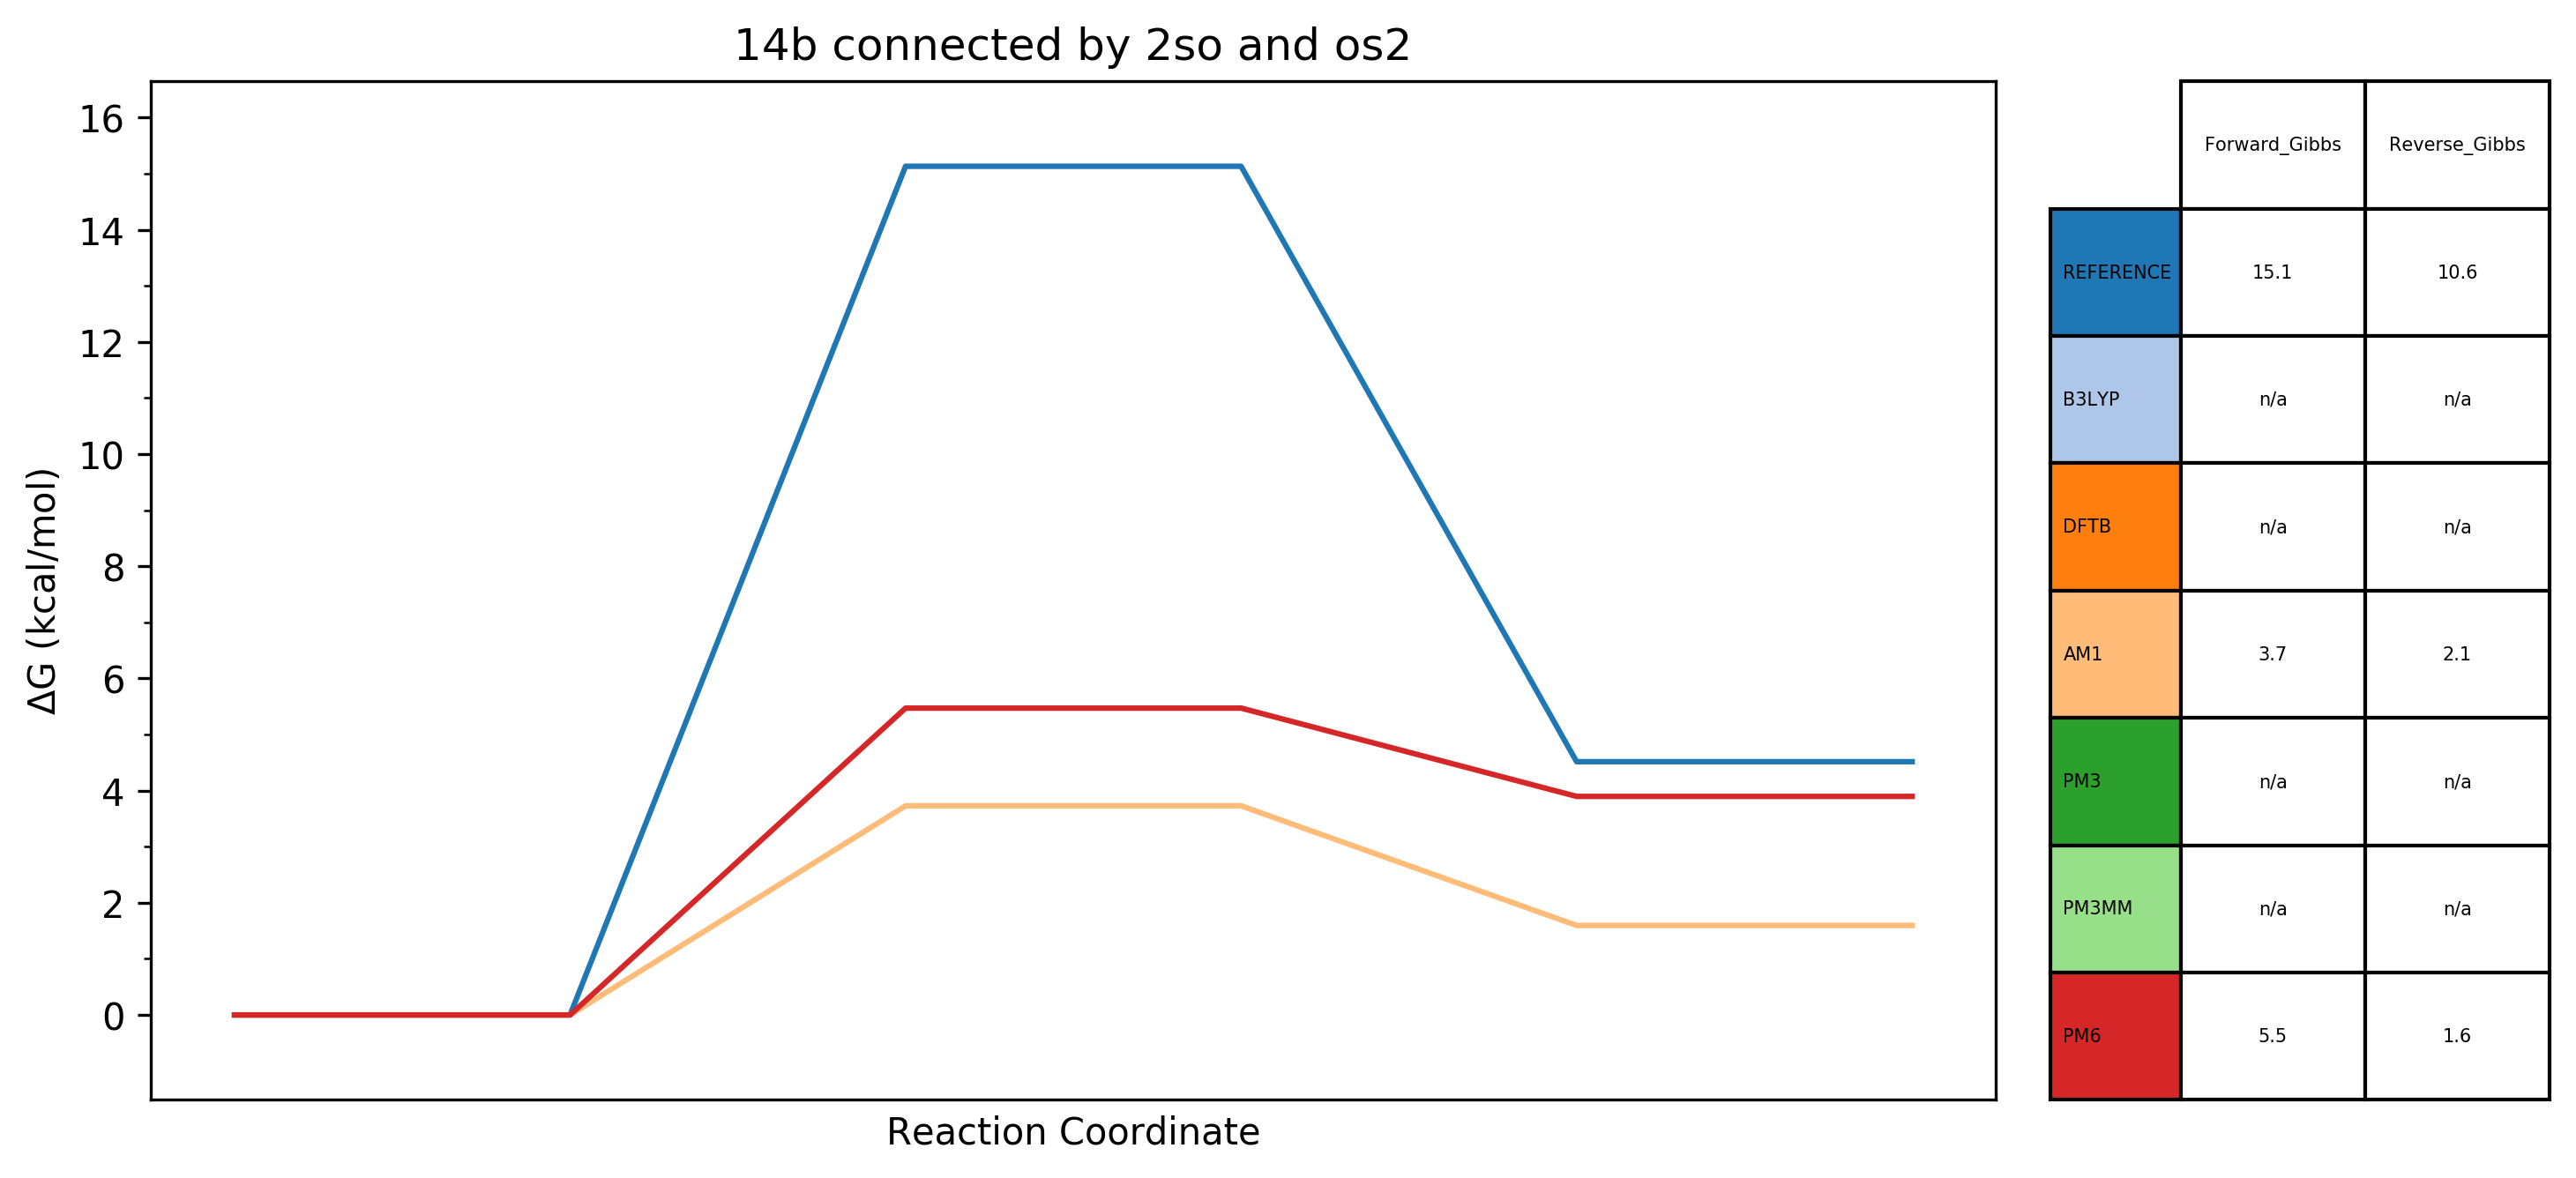 14b connected by 2so and os2
16
14
12
10
8
6
4
2
0
ΔG (kcal/mol)
Reaction Coordinate
Forward_Gibbs Reverse_Gibbs
REFERENCE 15.1 10.6
B3LYP n/a n/a
DFTB n/a n/a
AM1 3.7 2.1
PM3 n/a n/a
PM3MM n/a n/a
PM6 5.5 1.6